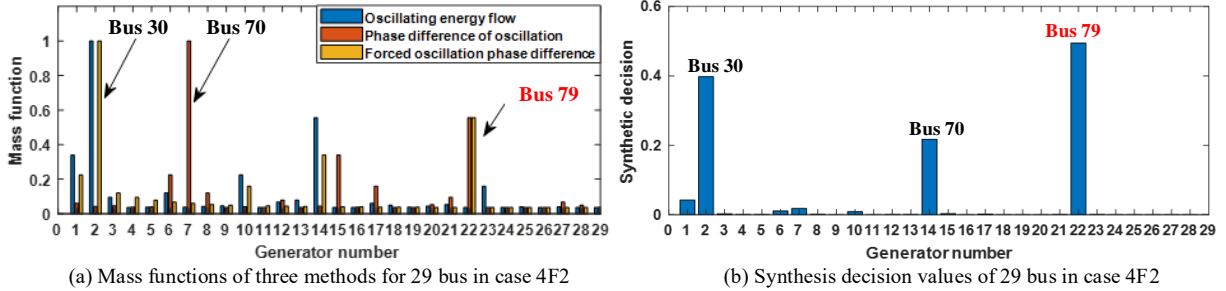 Oscillating energy flow
Phase difference of oscillation
Forced oscillation phase difference
Bus 30
Bus 70
Bus 79
Mass function
1
0.8
0.6
0.4
0.2
0
0 1 2 3 4 5 6 7 8 9 10 11 12 13 14 15 16 17 18 19 20 21 22 23 24 25 26 27 28 29
Generator number
(a) Mass functions of three methods for 29 bus in case 4F2
Synthetic decision
0.6
0.4
0.2
0
Bus 30
Bus 70
Bus 79
0 1 2 3 4 5 6 7 8 9 10 11 12 13 14 15 16 17 18 19 20 21 22 23 24 25 26 27 28 29
Generator number
(b) Synthesis decision values of 29 bus in case 4F2